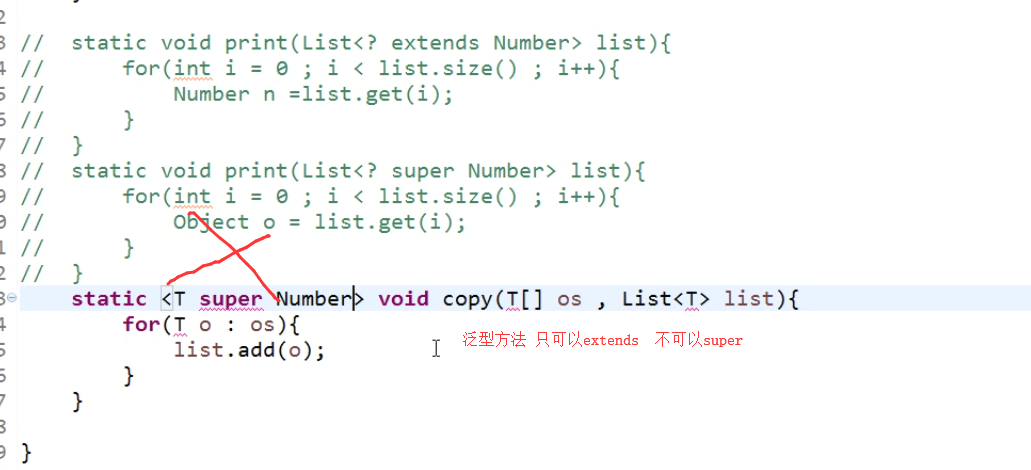 2
3 //  static void print(List<? extends Number> list){
4 //      for(int i = 0 ; i < list.size() ; i++){
5 //          Number n =list.get(i);
6 //      }
7 //  }
8 //  static void print(List<? super Number> list){
9 //      for(int i = 0 ; i < list.size() ; i++){
0 //          Object o = list.get(i);
1 //      }
2 //  }
3   static <T super Number> void copy(T[] os , List<T> list){
4       for(T o : os){
泛型方法 只可以extends 不可以super
5           list.add(o);
6       }
7   }
8
9 }